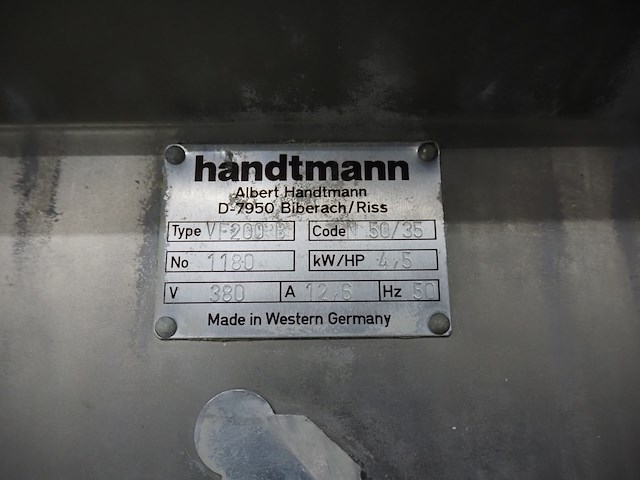 handtmann
Albert Handtmann
D-7950 Biberach/Riss
Type VF200 B Code 50/35
No 1180 kW/HP 4,5
V 380 A 12,6 Hz 50
Made in Western Germany